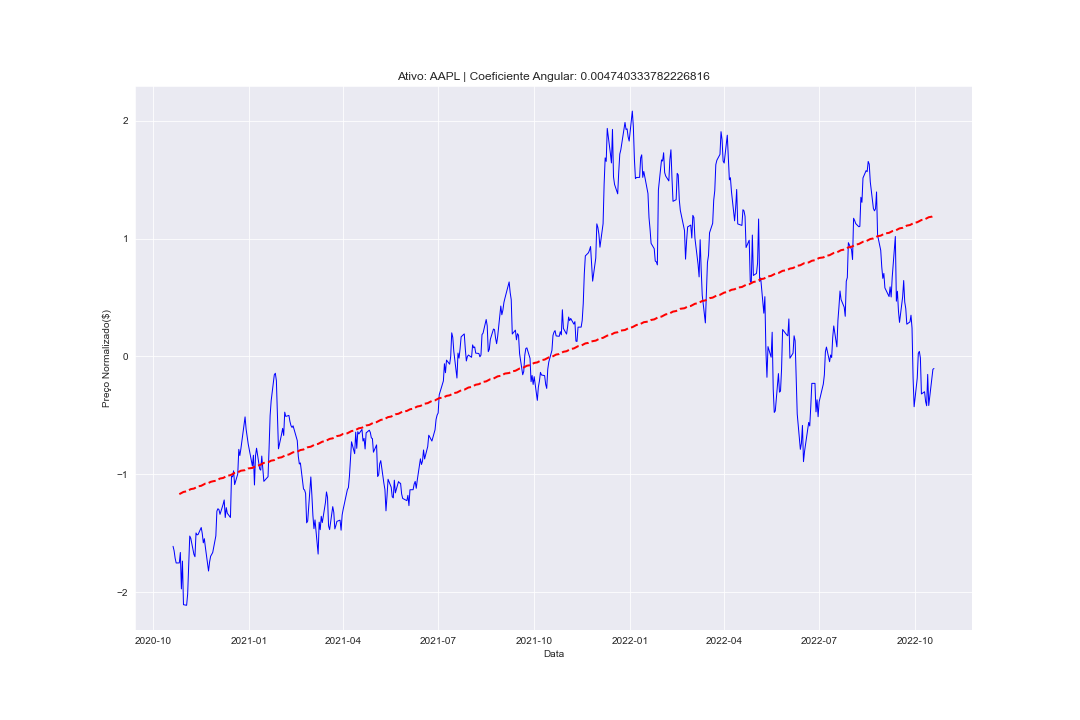 Ativo: AAPL | Coeficiente Angular: 0.004740333782226816
Preço Normalizado($)
2
1
0
−1
−2
2020-10 2021-01 2021-04 2021-07 2021-10 2022-01 2022-04 2022-07 2022-10
Data